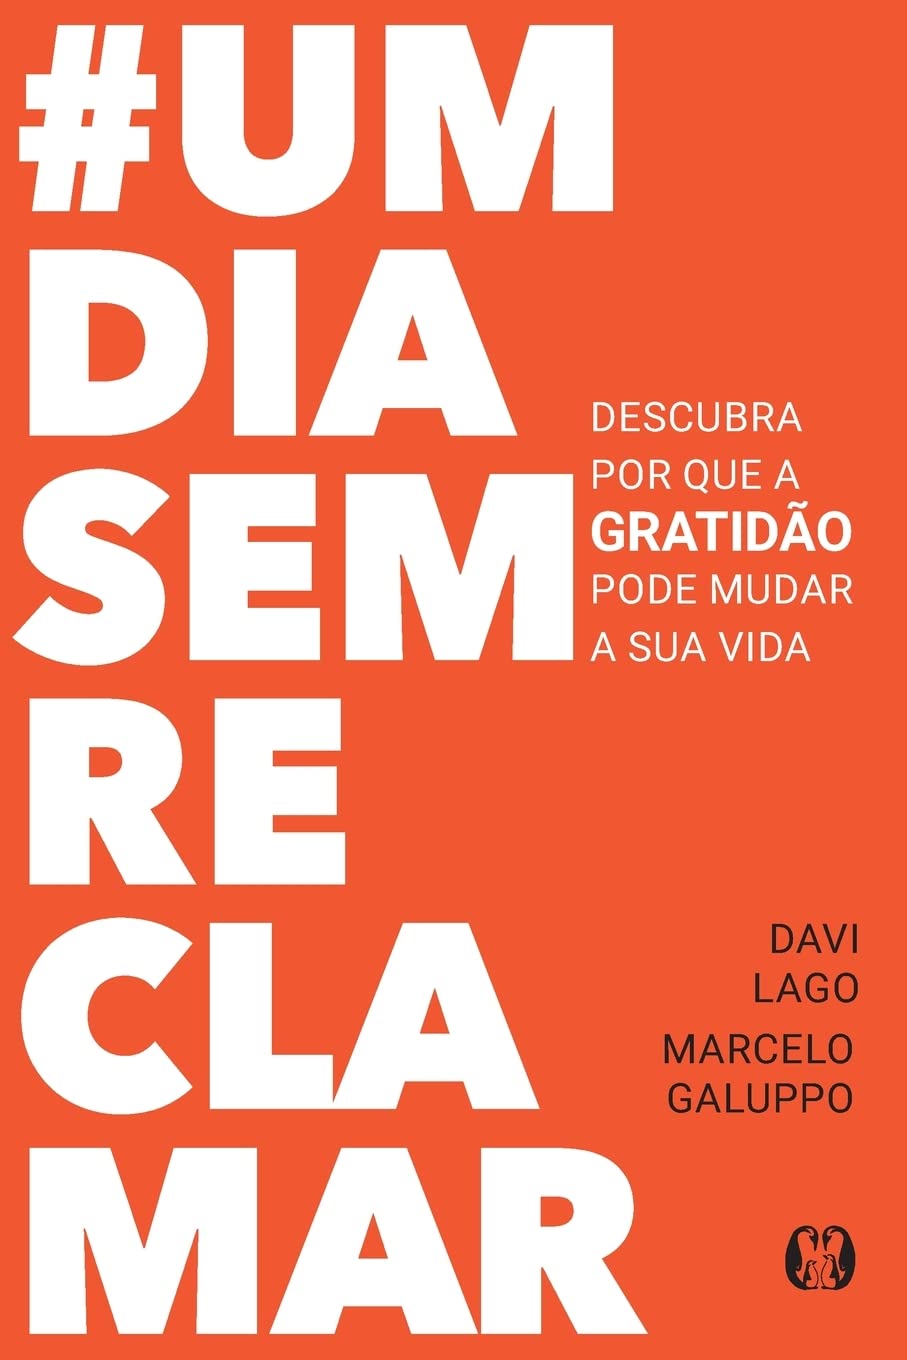 #UM
DIA
SEM
RE
CLA
MAR
DESCUBRA
POR QUE A
GRATIDÃO
PODE MUDAR
A SUA VIDA
DAVI
LAGO
MARCELO
GALUPPO